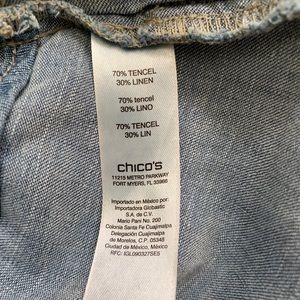 70% TENCEL
30% LINEN
70% tencel
30% LINO
70% TENCEL
30% LIN
chico's
11215 METRO PARKWAY
FORT MYERS, FL 33966
Importado en México por:
Importadora Globastic
S.A. de C.V.
Mario Pani No. 200
Colonia Santa Fe Cuajimalpa
Delegación Cuajimalpa
de Morelos, C.P. 05348
Ciudad de México, México
RFC: IGL090327SE5